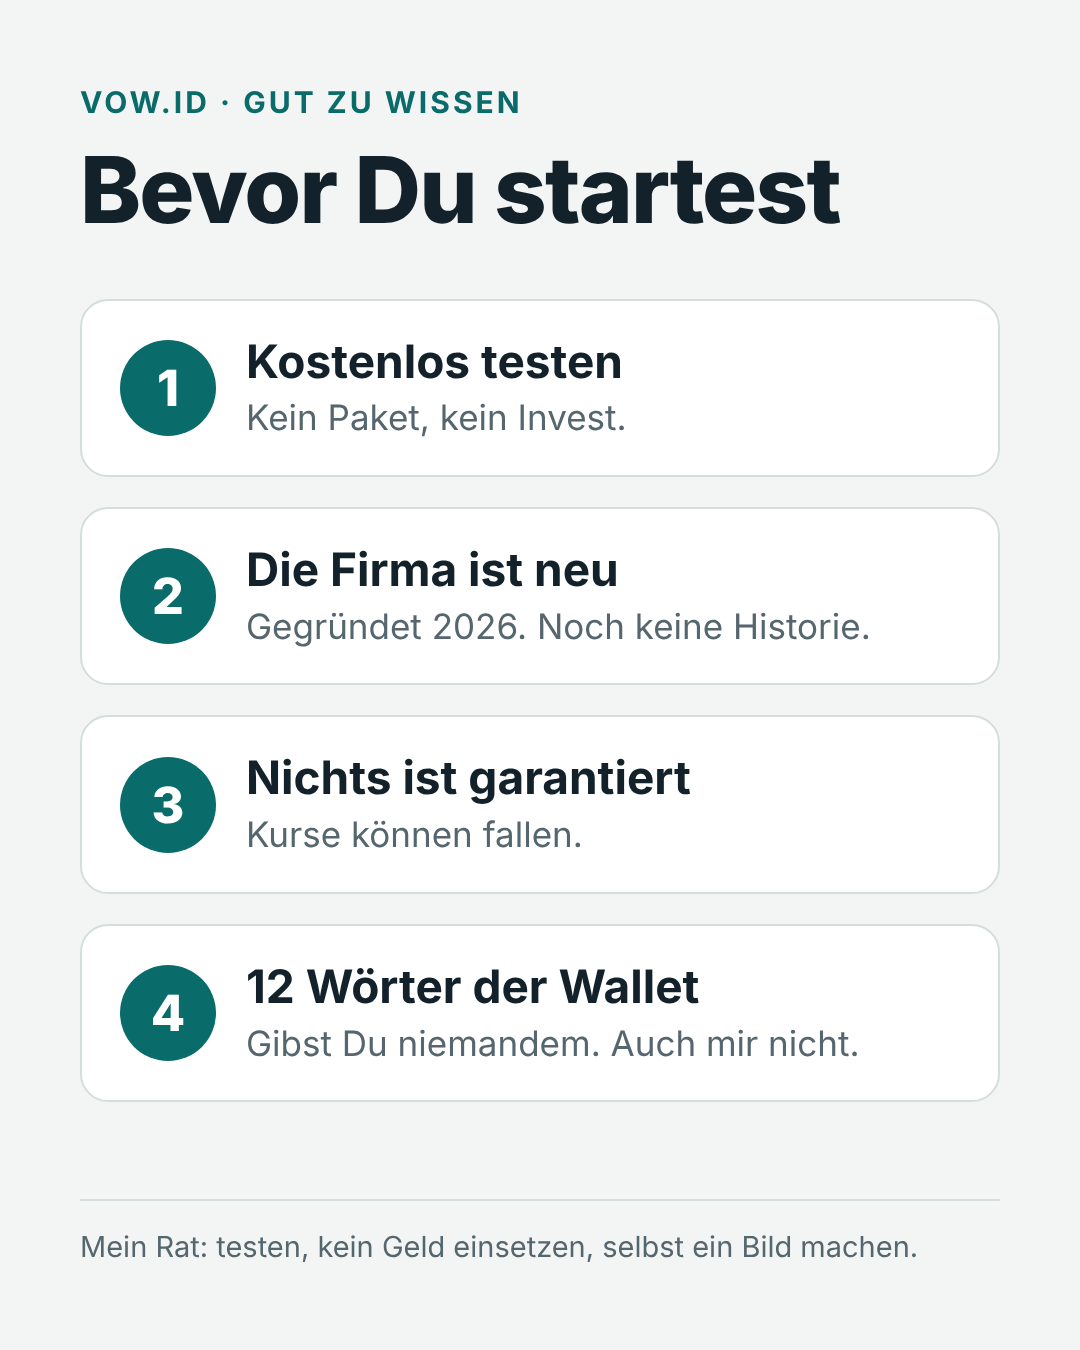 VOW.ID · GUT ZU WISSEN
Bevor Du startest
1
Kostenlos testen
Kein Paket, kein Invest.
2
Die Firma ist neu
Gegründet 2026. Noch keine Historie.
3
Nichts ist garantiert
Kurse können fallen.
4
12 Wörter der Wallet
Gibst Du niemandem. Auch mir nicht.
Mein Rat: testen, kein Geld einsetzen, selbst ein Bild machen.